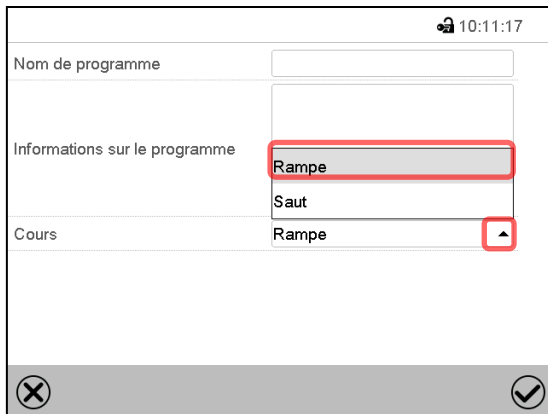 10:11:17
Nom de programme
Informations sur le programme
Rampe
Saut
Cours
Rampe